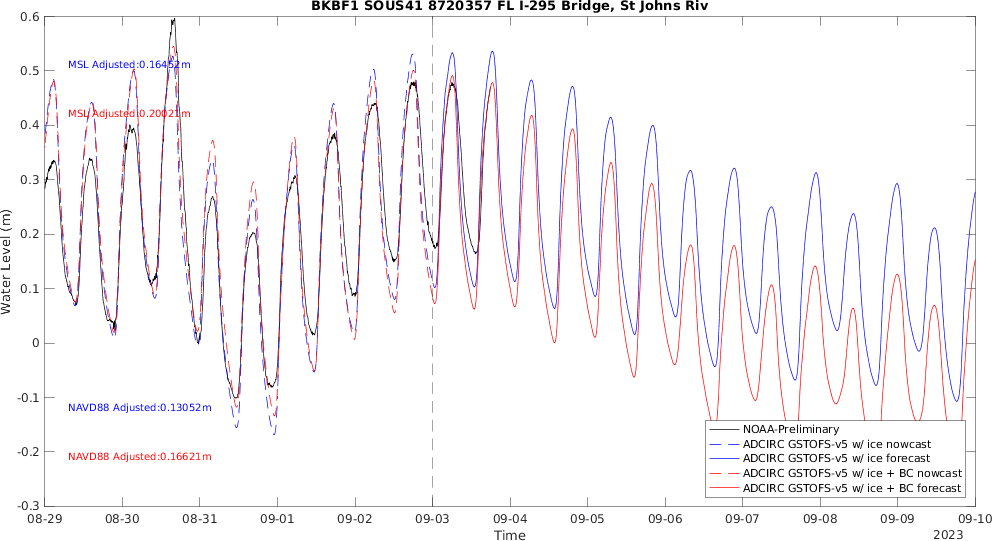 BKBF1 SOUS41 8720357 FL I-295 Bridge, St Johns Riv
Water Level (m)
0.6
0.5
0.4
0.3
0.2
0.1
0
-0.1
-0.2
-0.3
MSL Adjusted:0.16452m
MSL Adjusted:0.20021m
NAVD88 Adjusted:0.13052m
NAVD88 Adjusted:0.16621m
NOAA-Preliminary
ADCIRC GSTOFS-v5 w/ ice nowcast
ADCIRC GSTOFS-v5 w/ ice forecast
ADCIRC GSTOFS-v5 w/ ice + BC nowcast
ADCIRC GSTOFS-v5 w/ ice + BC forecast
08-29 08-30 08-31 09-01 09-02 09-03 09-04 09-05 09-06 09-07 09-08 09-09 09-10
Time
2023